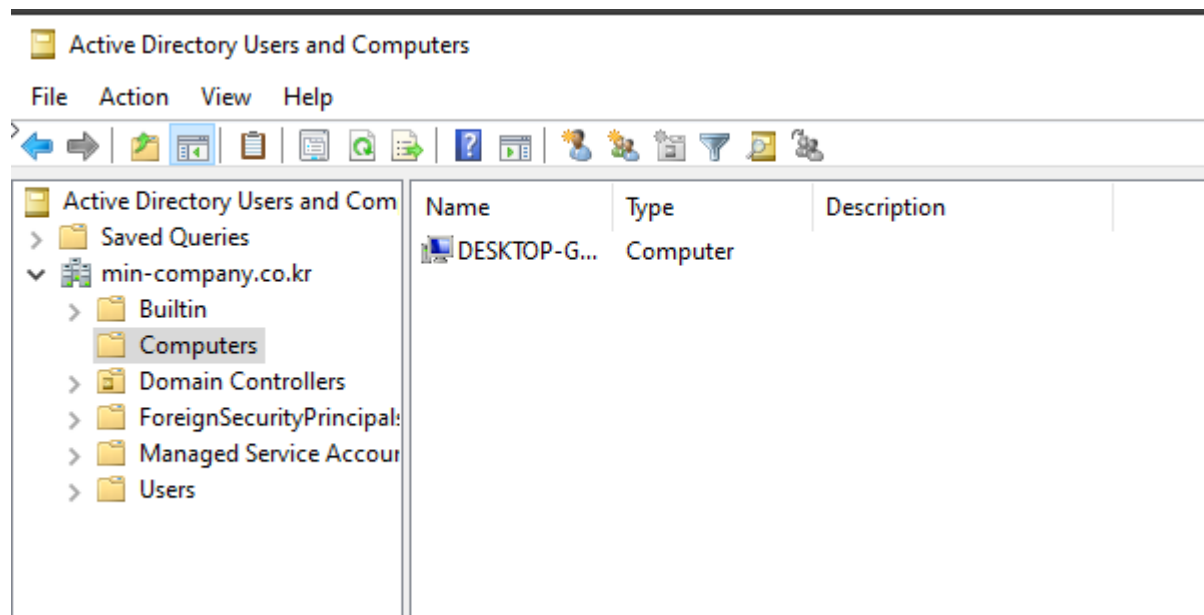 Active Directory Users and Computers
File Action View Help
Active Directory Users and Com
Saved Queries
min-company.co.kr
Builtin
Computers
Domain Controllers
ForeignSecurityPrincipals
Managed Service Accour
Users
Name Type Description
DESKTOP-G... Computer